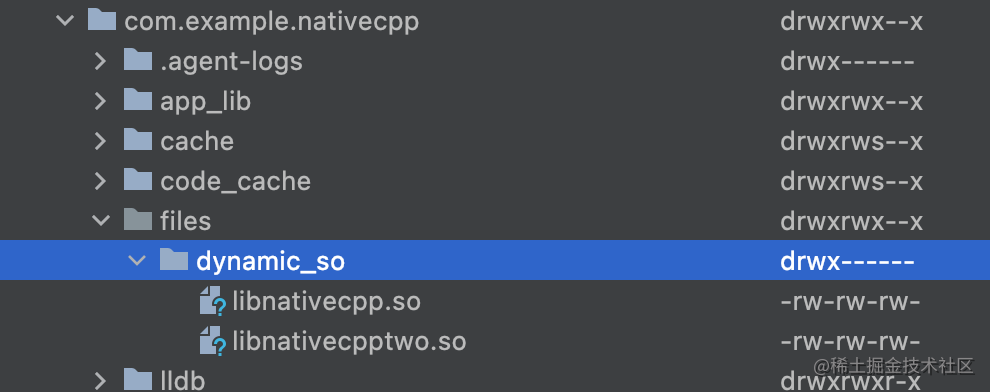 com.example.nativecpp drwxrwx--x
.agent-logs drwx------
app_lib drwxrwx--x
cache drwxrws--x
code_cache drwxrws--x
files drwxrwx--x
dynamic_so drwx------
libnativecpp.so -rw-rw-rw-
libnativecpptwo.so -rw-rw-rw-
lldb drwxrwxr-x
@稀土掘金技术社区